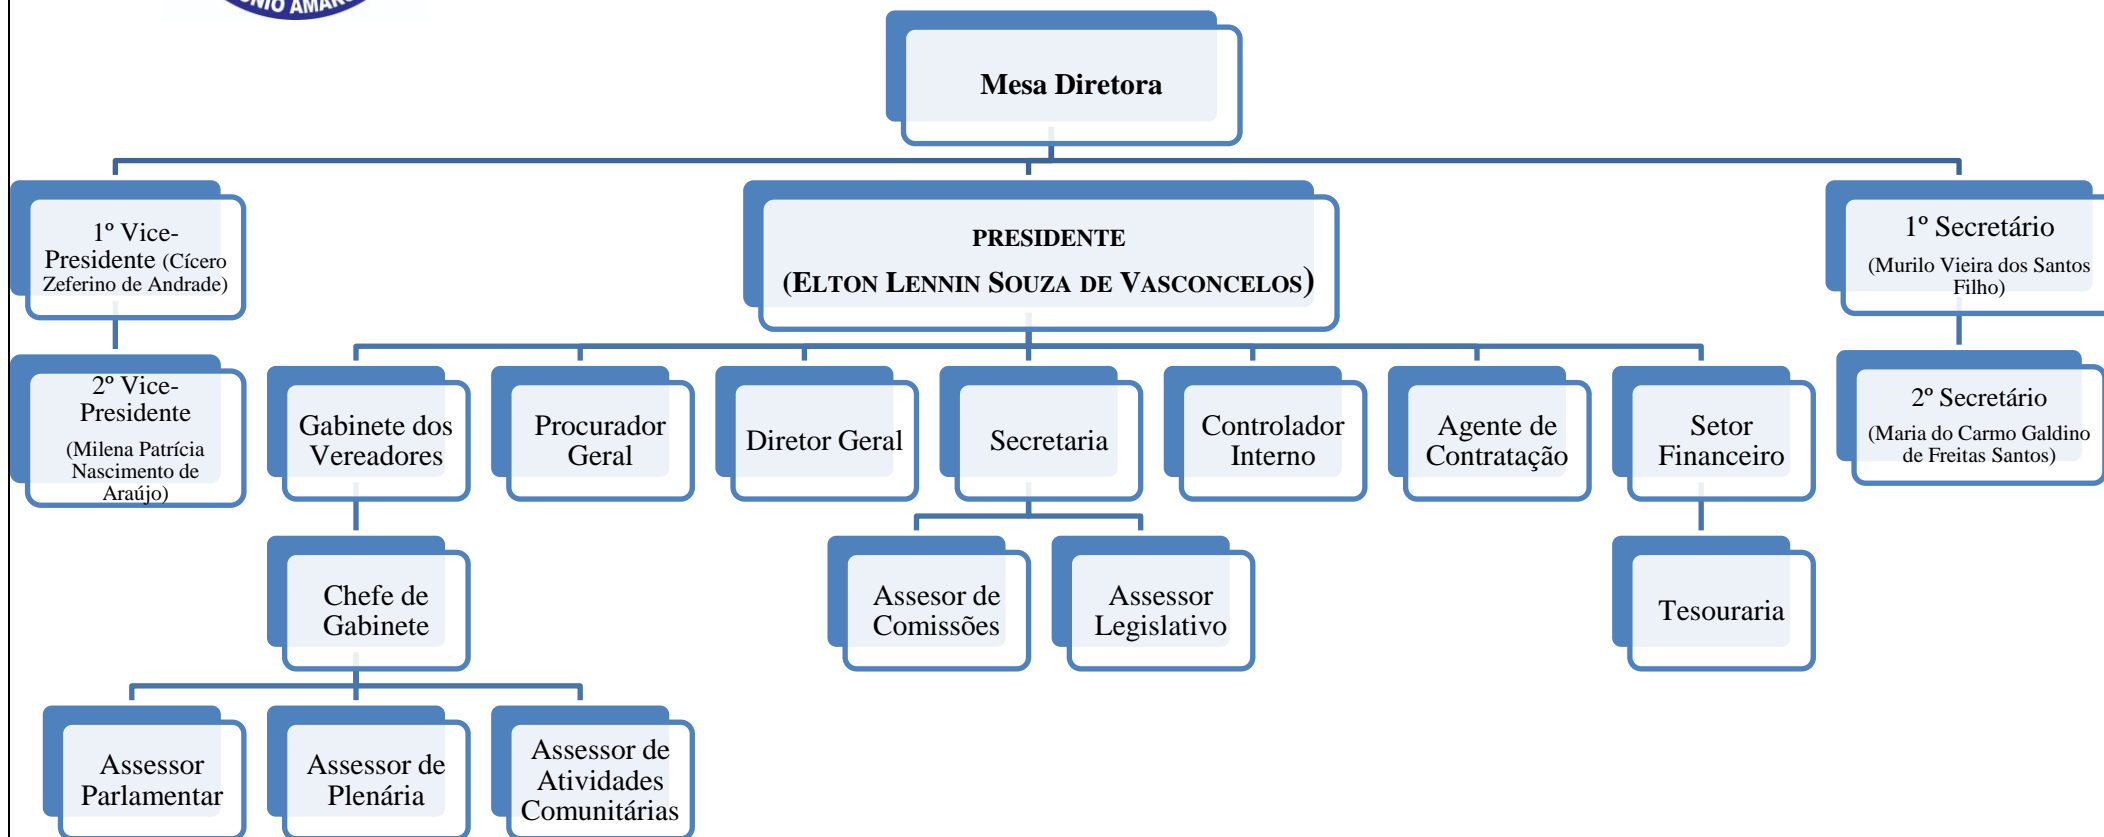 Mesa Diretora
1º Vice-
Presidente (Cícero
Zeferino de Andrade)
PRESIDENTE
(ELTON LENNIN SOUZA DE VASCONCELOS)
1º Secretário
(Murilo Vieira dos Santos
Filho)
2º Vice-
Presidente
(Milena Patrícia
Nascimento de
Araújo)
Gabinete dos
Vereadores
Procurador
Geral
Diretor Geral
Secretaria
Controlador
Interno
Agente de
Contratação
Setor
Financeiro
2º Secretário
(Maria do Carmo Galdino
de Freitas Santos)
Chefe de
Gabinete
Assesor de
Comissões
Assessor
Legislativo
Tesouraria
Assessor
Parlamentar
Assessor de
Plenária
Assessor de
Atividades
Comunitárias